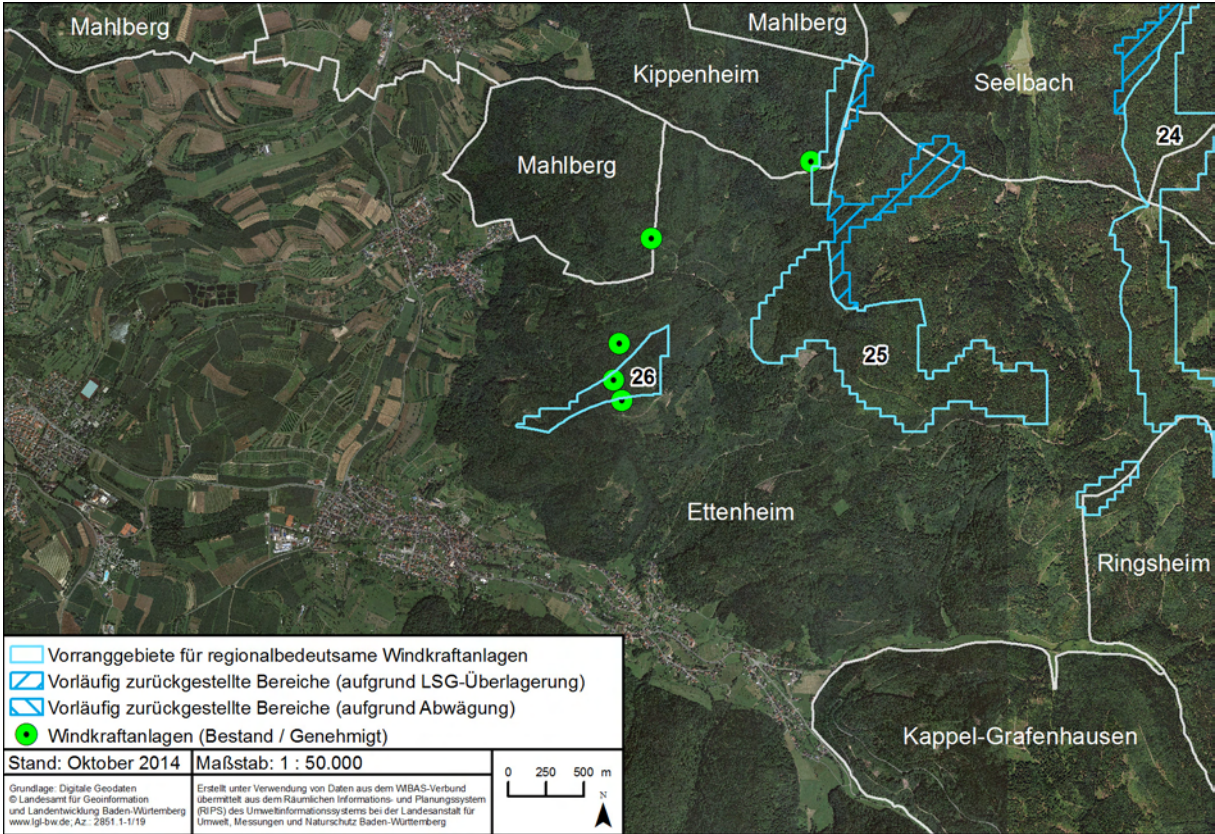 Mahlberg
Mahlberg
Kippenheim
Seelbach
24
Mahlberg
25
26
Ettenheim
Ringsheim
Kappel-Grafenhausen
Vorranggebiete für regionalbedeutsame Windkraftanlagen
Vorläufig zurückgestellte Bereiche (aufgrund LSG-Überlagerung)
Vorläufig zurückgestellte Bereiche (aufgrund Abwägung)
Windkraftanlagen (Bestand / Genehmigt)
Stand: Oktober 2014
Maßstab: 1 : 50.000
Grundlage: Digitale Geodaten
© Landesamt für Geoinformation
und Landentwicklung Baden-Württemberg
www.lgl-bw.de; Az.: 2851.1-1/19
Erstellt unter Verwendung von Daten aus dem WIBAS-Verbund
übermittelt aus dem Räumlichen Informations- und Planungssystem
(RIPS) des Umweltinformationssystems bei der Landesanstalt für
Umwelt, Messungen und Naturschutz Baden-Württemberg
0 250 500 m
N